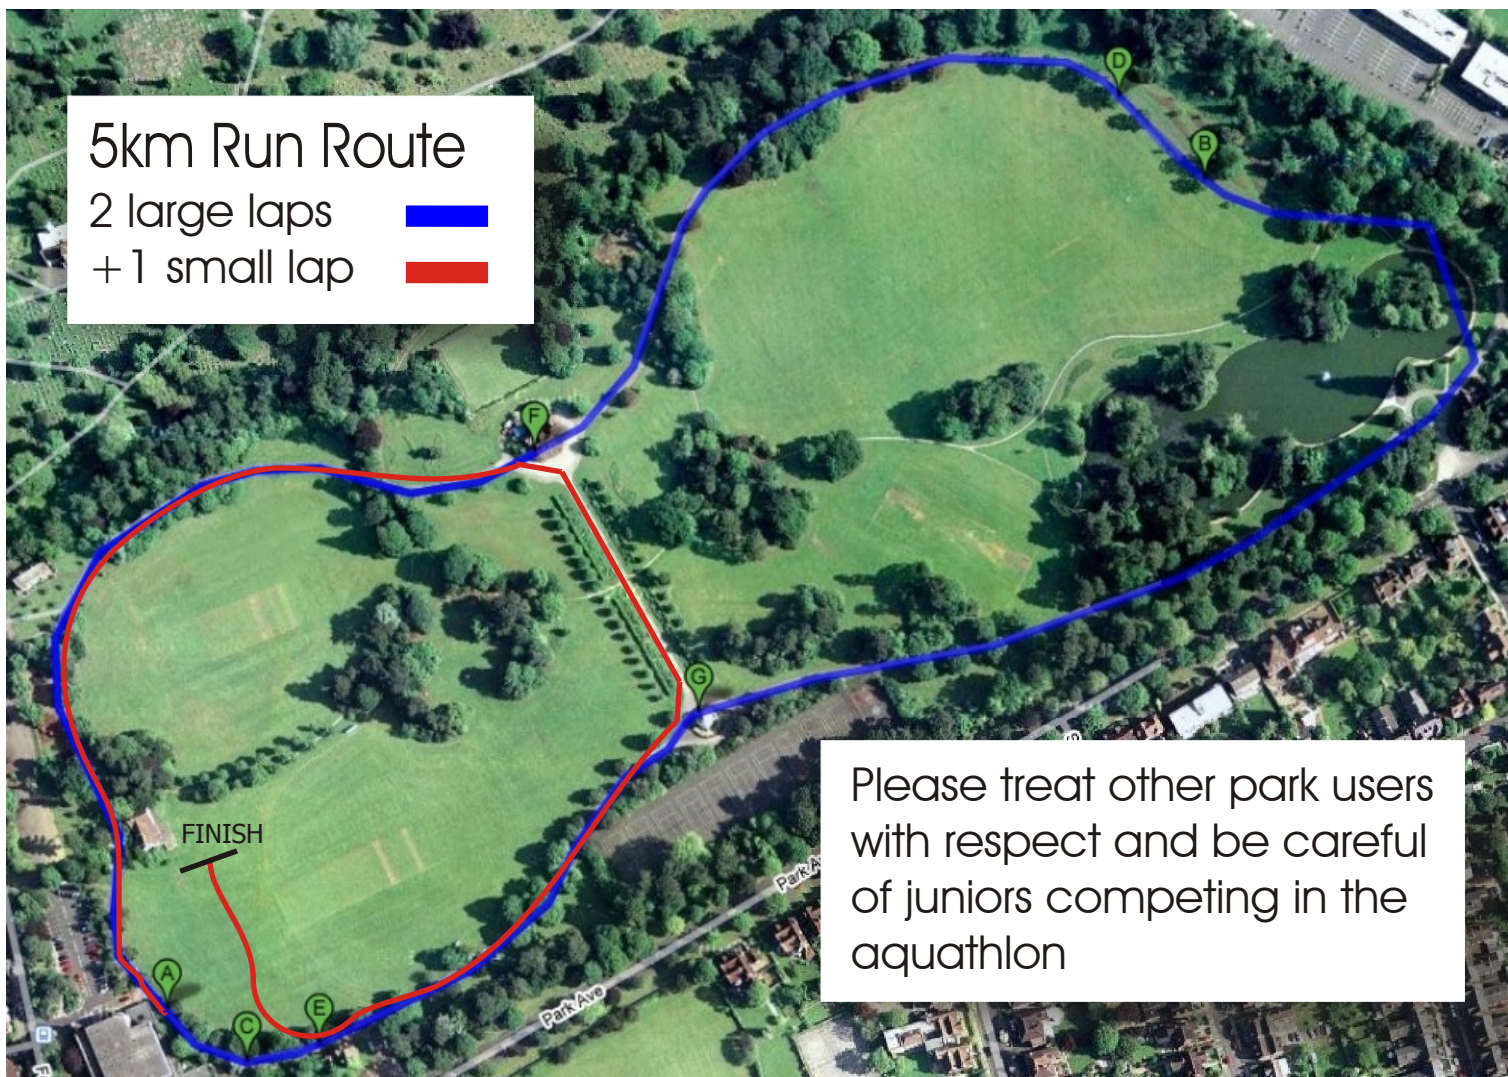 5km Run Route
2 large laps
+1 small lap
D
B
F
G
FINISH
A
C
E
Park Ave
Please treat other park users
with respect and be careful
of juniors competing in the
aquathlon